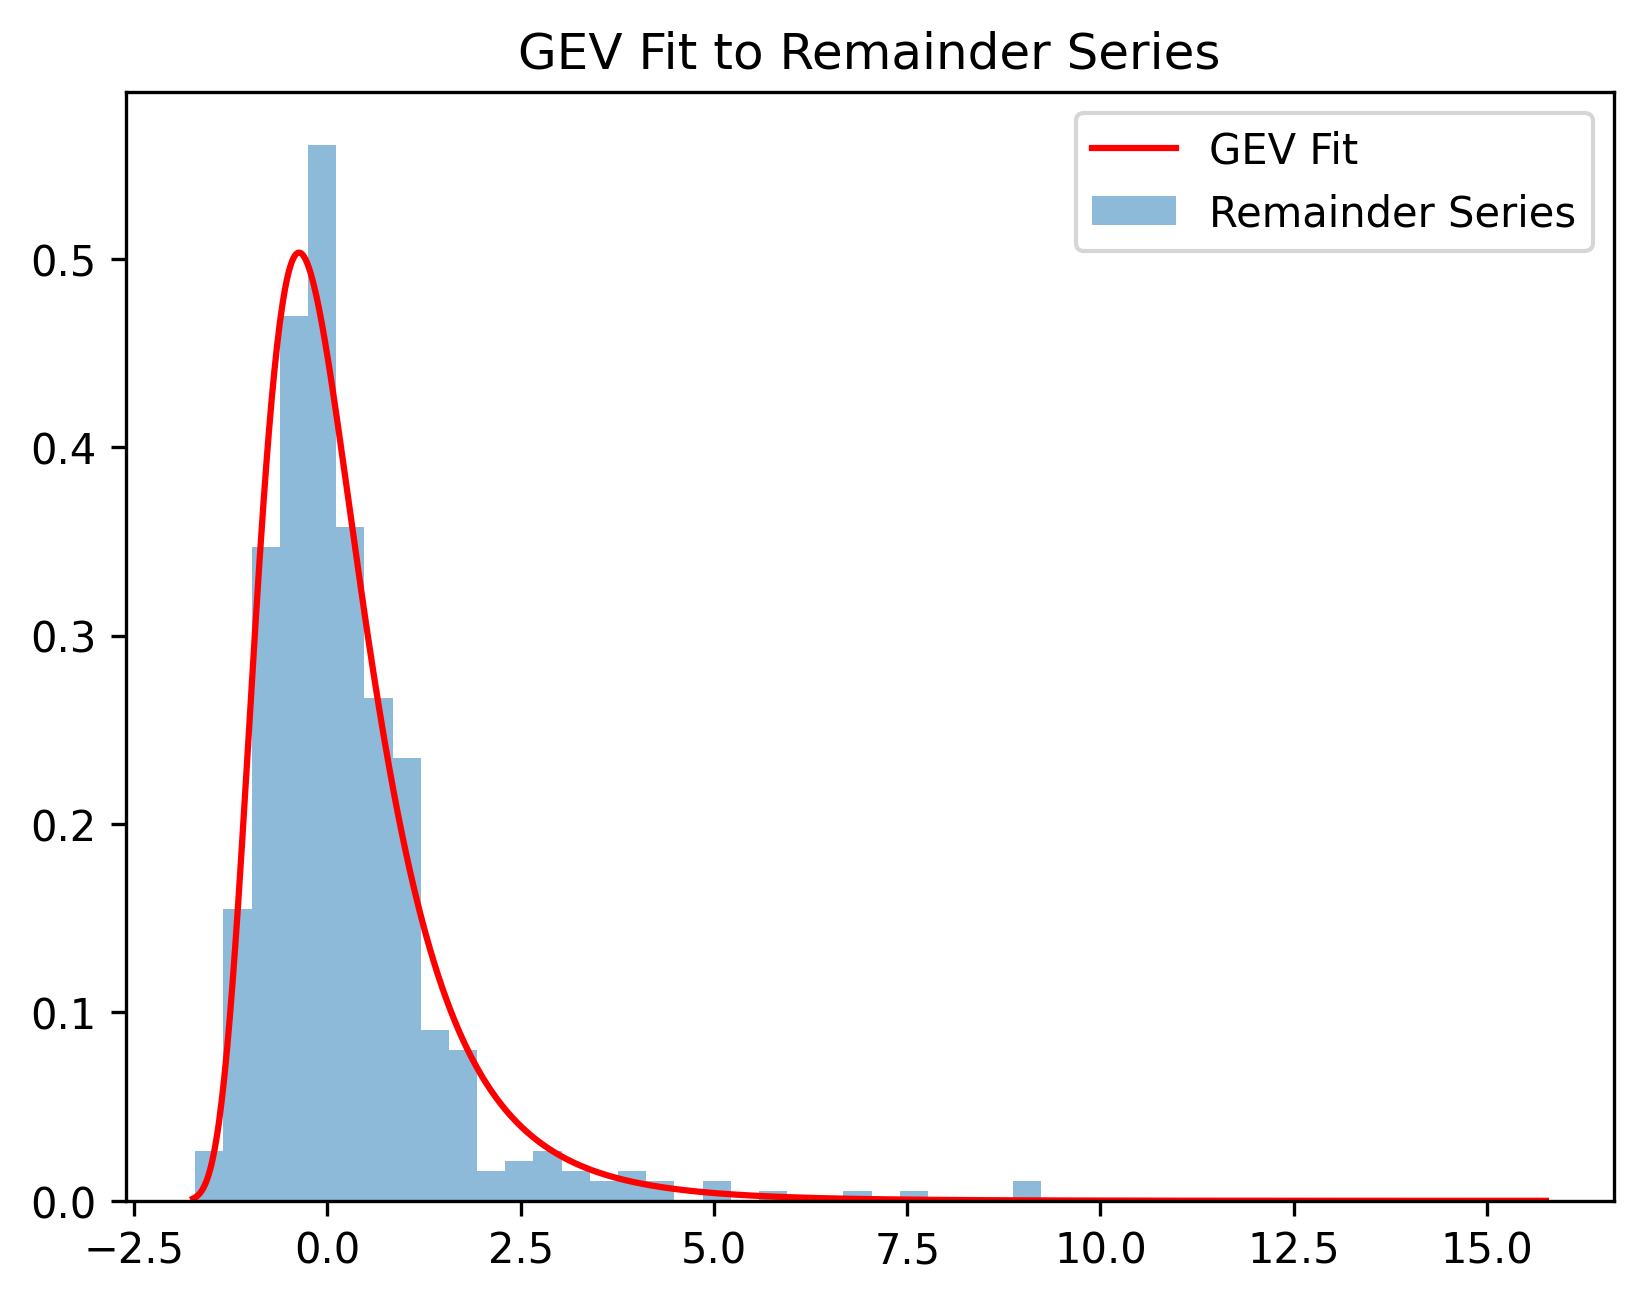 GEV Fit to Remainder Series
GEV Fit
Remainder Series
0.5
0.4
0.3
0.2
0.1
0.0
−2.5 0.0 2.5 5.0 7.5 10.0 12.5 15.0